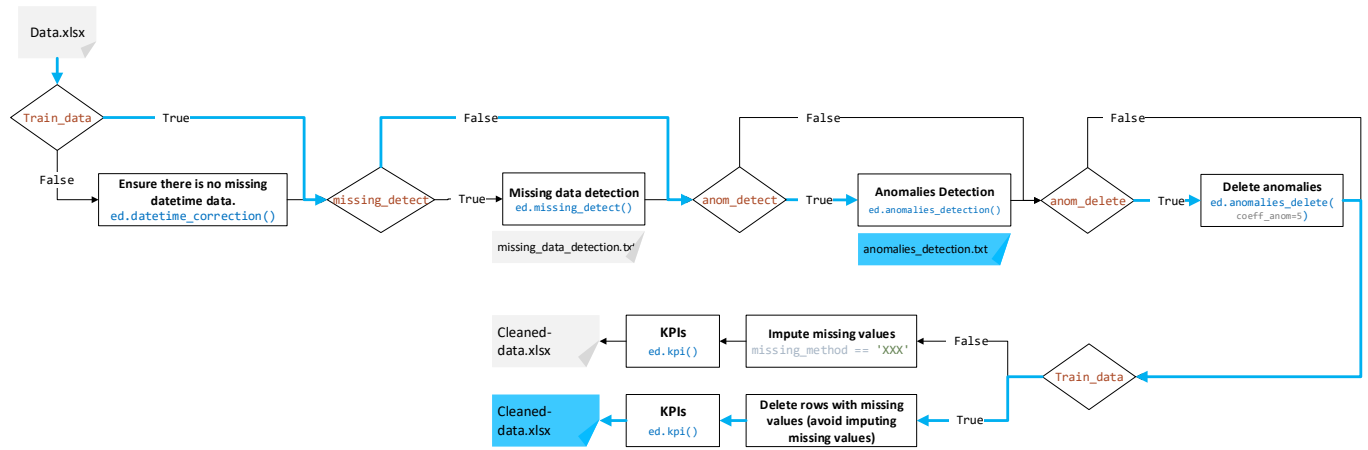 Data.xlsx
Train_data
True
False
Ensure there is no missing
datetime data.
ed.datetime_correction()
missing_detect
False
True
Missing data detection
ed.missing_detect()
missing_data_detection.txt
anom_detect
False
True
Anomalies Detection
ed.anomalies_detection()
anomalies_detection.txt
anom_delete
False
True
Delete anomalies
ed.anomalies_delete(
coeff_anom=5)
Train_data
False
Impute missing values
missing_method == 'XXX'
KPIs
ed.kpi()
Cleaned-
data.xlsx
True
Delete rows with missing
values (avoid imputing
missing values)
KPIs
ed.kpi()
Cleaned-
data.xlsx